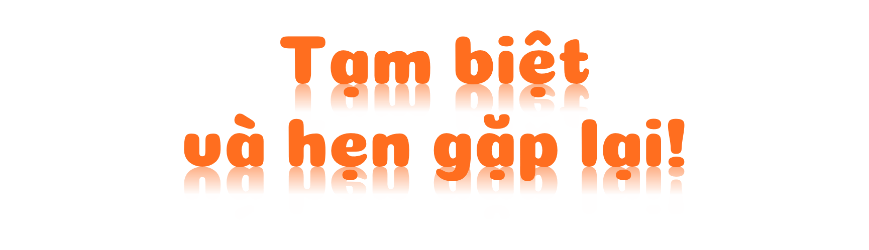 Tạm biệt
và hẹn gặp lại!